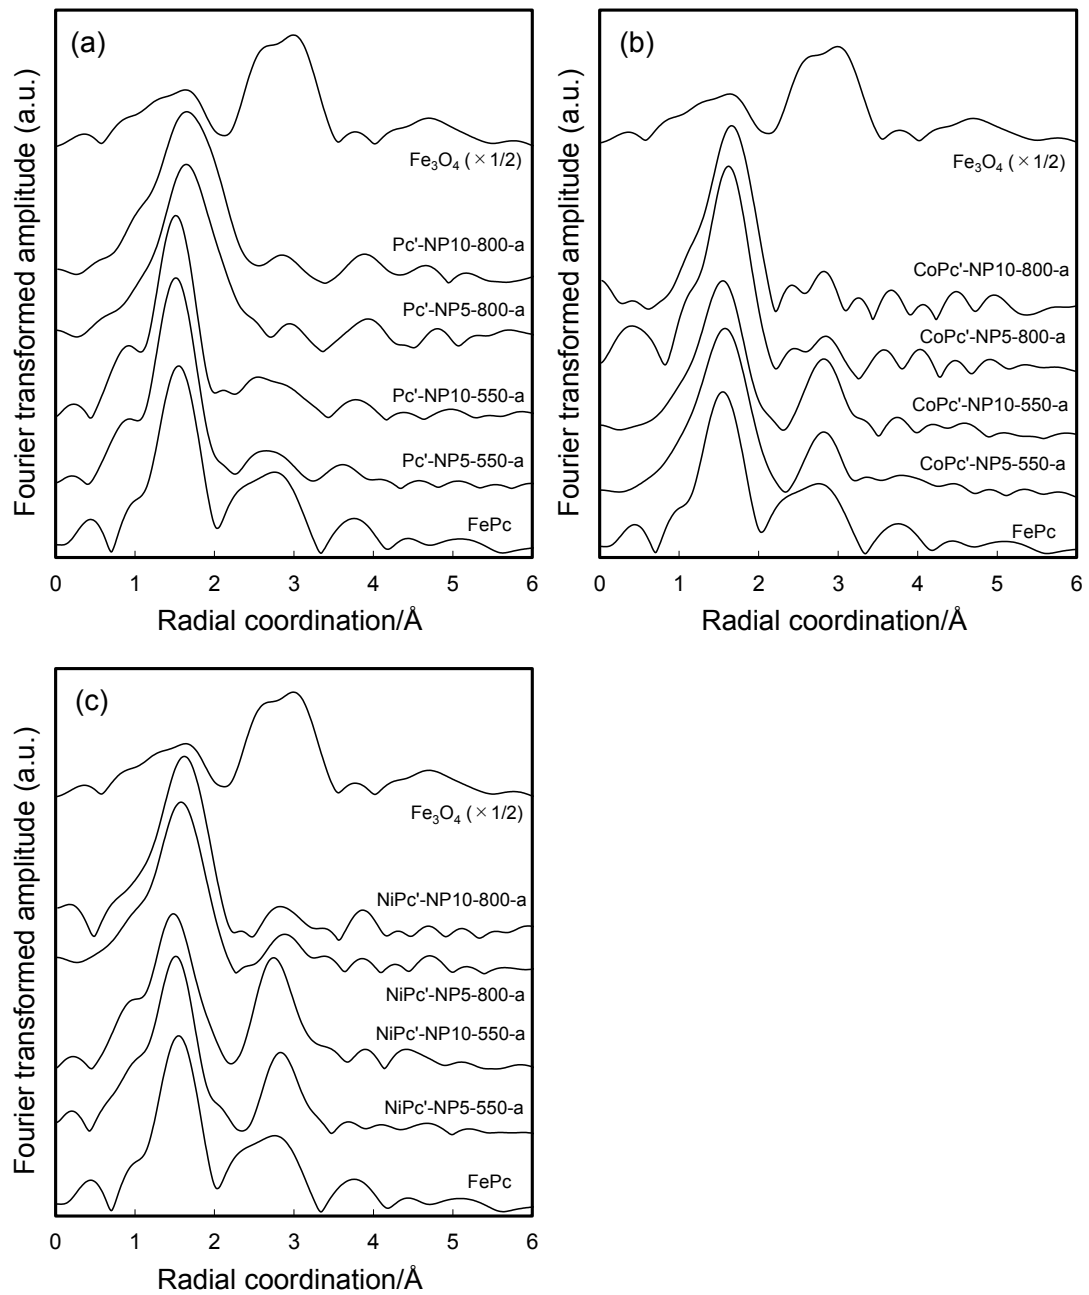 (a)
Fourier transformed amplitude (a.u.)
Fe₃O₄ (×1/2)
Pc'-NP10-800-a
Pc'-NP5-800-a
Pc'-NP10-550-a
Pc'-NP5-550-a
FePc
0 1 2 3 4 5 6
Radial coordination/Å
(b)
Fourier transformed amplitude (a.u.)
Fe₃O₄ (×1/2)
CoPc'-NP10-800-a
CoPc'-NP5-800-a
CoPc'-NP10-550-a
CoPc'-NP5-550-a
FePc
0 1 2 3 4 5 6
Radial coordination/Å
(c)
Fourier transformed amplitude (a.u.)
Fe₃O₄ (×1/2)
NiPc'-NP10-800-a
NiPc'-NP5-800-a
NiPc'-NP10-550-a
NiPc'-NP5-550-a
FePc
0 1 2 3 4 5 6
Radial coordination/Å